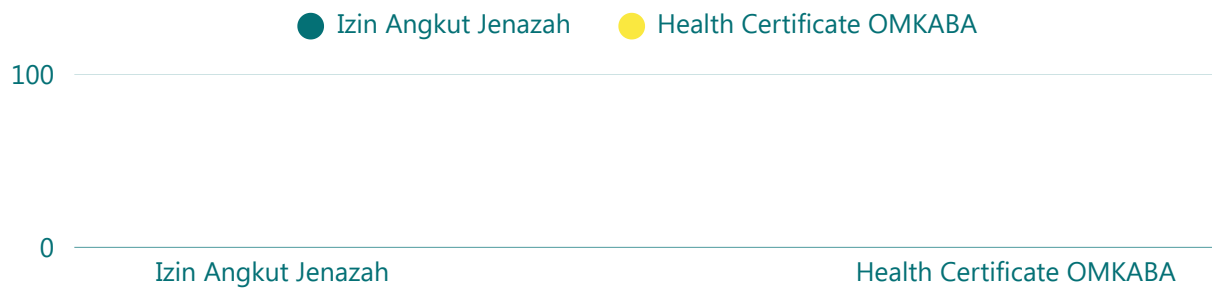 Izin Angkut Jenazah Health Certificate OMKABA
100
0
Izin Angkut Jenazah Health Certificate OMKABA